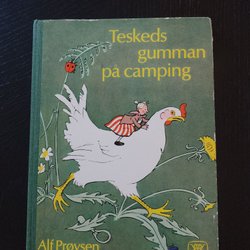 Teskeds
gumman
på camping
Alf Prøysen